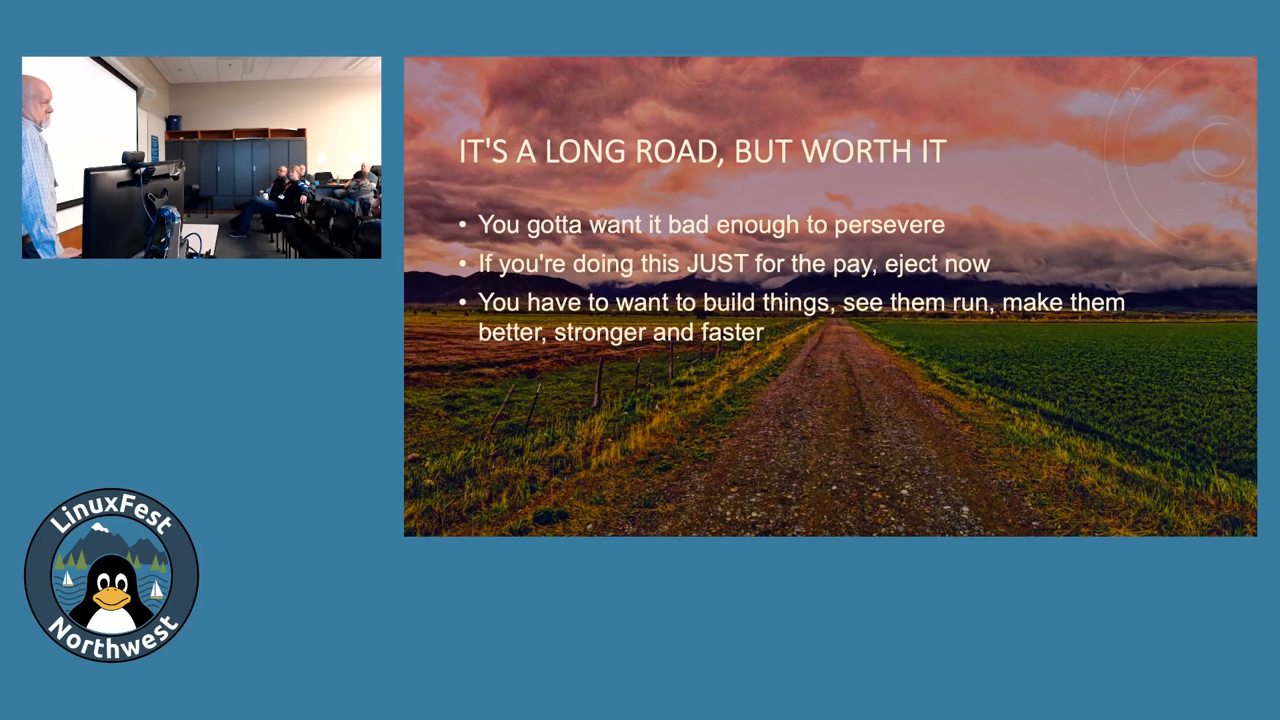 IT'S A LONG ROAD, BUT WORTH IT
• You gotta want it bad enough to persevere
• If you're doing this JUST for the pay, eject now
• You have to want to build things, see them run, make them
better, stronger and faster
LinuxFest
Northwest